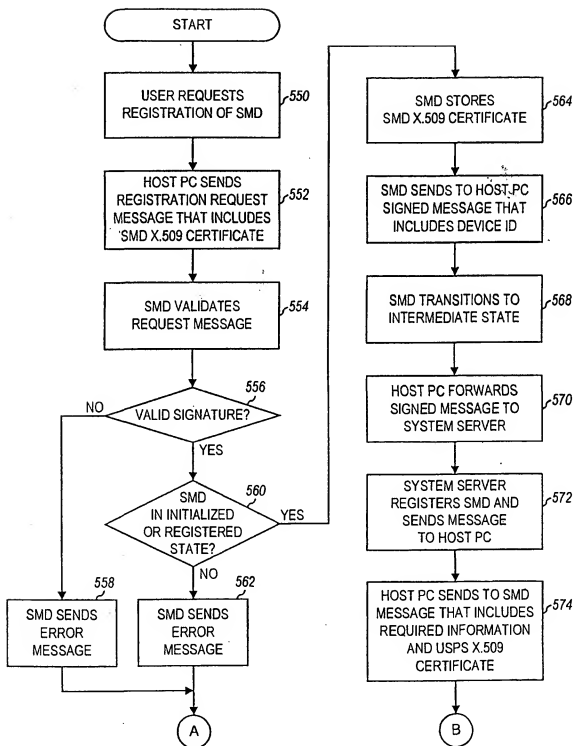 START
USER REQUESTS
REGISTRATION OF SMD
550
HOST PC SENDS
REGISTRATION REQUEST
MESSAGE THAT INCLUDES
SMD X.509 CERTIFICATE
552
SMD VALIDATES
REQUEST MESSAGE
554
556
NO
VALID SIGNATURE?
YES
SMD
IN INITIALIZED
OR REGISTERED
STATE?
560
YES
NO
558
SMD SENDS
ERROR
MESSAGE
562
SMD SENDS
ERROR
MESSAGE
A
SMD STORES
SMD X.509 CERTIFICATE
564
SMD SENDS TO HOST PC
SIGNED MESSAGE THAT
INCLUDES DEVICE ID
566
SMD TRANSITIONS TO
INTERMEDIATE STATE
568
HOST PC FORWARDS
SIGNED MESSAGE TO
SYSTEM SERVER
570
SYSTEM SERVER
REGISTERS SMD AND
SENDS MESSAGE
TO HOST PC
572
HOST PC SENDS TO SMD
MESSAGE THAT INCLUDES
REQUIRED INFORMATION
AND USPS X.509
CERTIFICATE
574
B